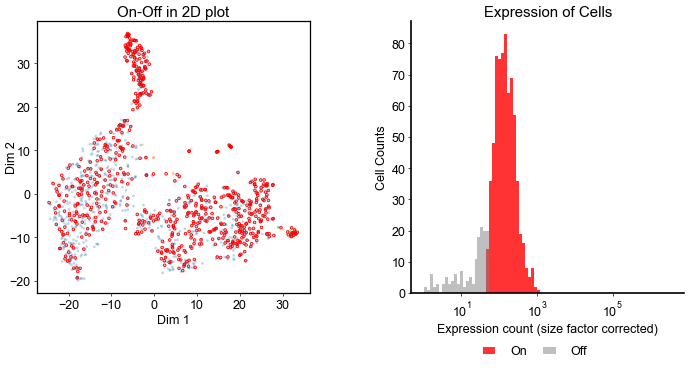 On-Off in 2D plot
Dim 2
30
20
10
0
−10
−20
−20 −10 0 10 20 30
Dim 1
Expression of Cells
Cell Counts
80
70
60
50
40
30
20
10
0
10^1 10^3 10^5
Expression count (size factor corrected)
On Off